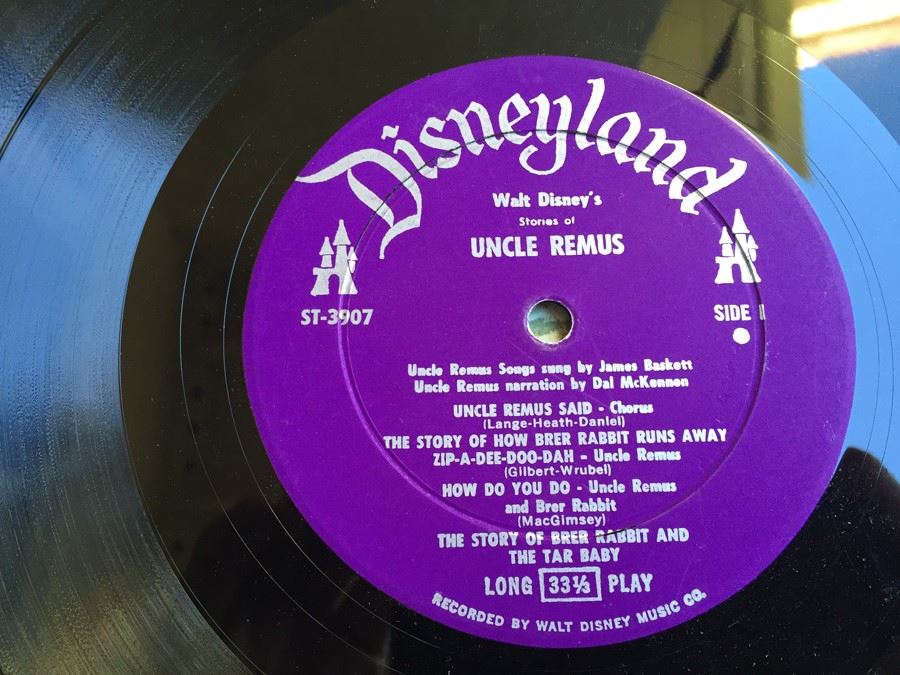 Disneyland
Walt Disney's
Stories of
UNCLE REMUS
ST-3907
SIDE 1
Uncle Remus Songs sung by James Baskett
Uncle Remus narration by Dal McKennon
UNCLE REMUS SAID - Chorus
(Lange-Heath-Daniel)
THE STORY OF HOW BRER RABBIT RUNS AWAY
ZIP-A-DEE-DOO-DAH - Uncle Remus
(Gilbert-Wrubel)
HOW DO YOU DO - Uncle Remus
and Brer Rabbit
(MacGimsey)
THE STORY OF BRER RABBIT AND
THE TAR BABY
LONG 33⅓ PLAY
RECORDED BY WALT DISNEY MUSIC CO.